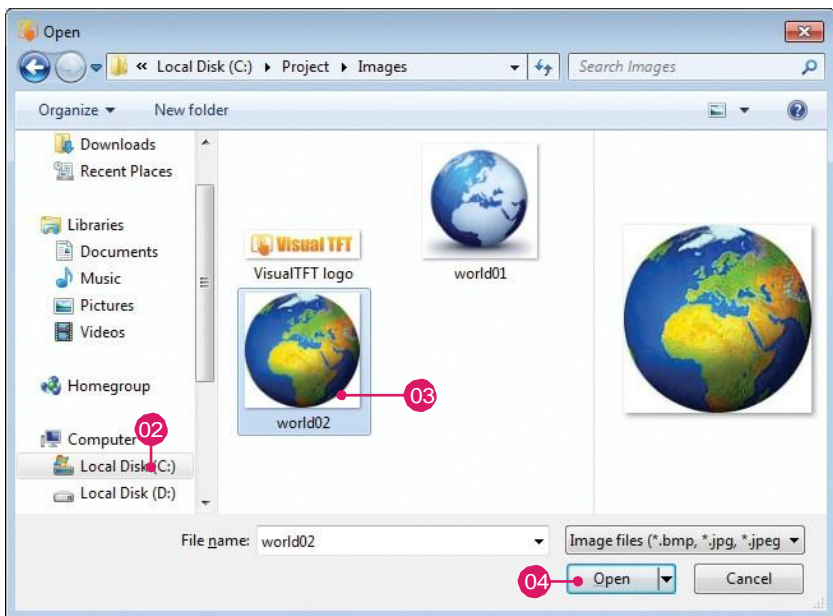 Open
« Local Disk (C:) ▸ Project ▸ Images
Search Images
Organize
New folder
Downloads
Recent Places
Libraries
Documents
Music
Pictures
Videos
Homegroup
Computer
02
Local Disk (C:)
Local Disk (D:)
Visual TFT
VisualTFT logo
world01
world02
03
File name:
world02
Image files (*.bmp, *.jpg, *.jpeg
04
Open
Cancel